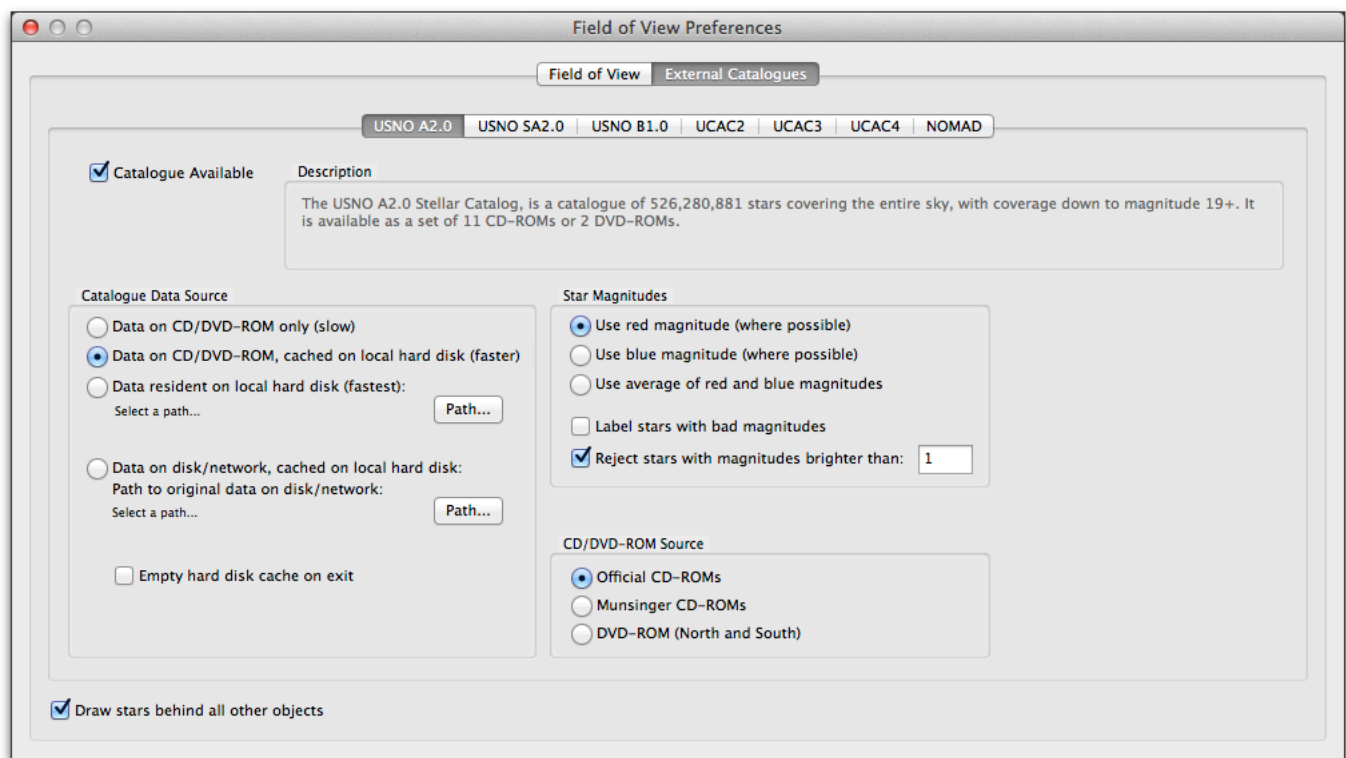 Field of View Preferences
Field of View External Catalogues
USNO A2.0 USNO SA2.0 USNO B1.0 UCAC2 UCAC3 UCAC4 NOMAD
Catalogue Available
Description
The USNO A2.0 Stellar Catalog, is a catalogue of 526,280,881 stars covering the entire sky, with coverage down to magnitude 19+. It
is available as a set of 11 CD-ROMs or 2 DVD-ROMs.
Catalogue Data Source
Data on CD/DVD-ROM only (slow)
Data on CD/DVD-ROM, cached on local hard disk (faster)
Data resident on local hard disk (fastest):
Select a path...
Path...
Data on disk/network, cached on local hard disk:
Path to original data on disk/network:
Select a path...
Path...
Empty hard disk cache on exit
Star Magnitudes
Use red magnitude (where possible)
Use blue magnitude (where possible)
Use average of red and blue magnitudes
Label stars with bad magnitudes
Reject stars with magnitudes brighter than: 1
CD/DVD-ROM Source
Official CD-ROMs
Munsinger CD-ROMs
DVD-ROM (North and South)
Draw stars behind all other objects